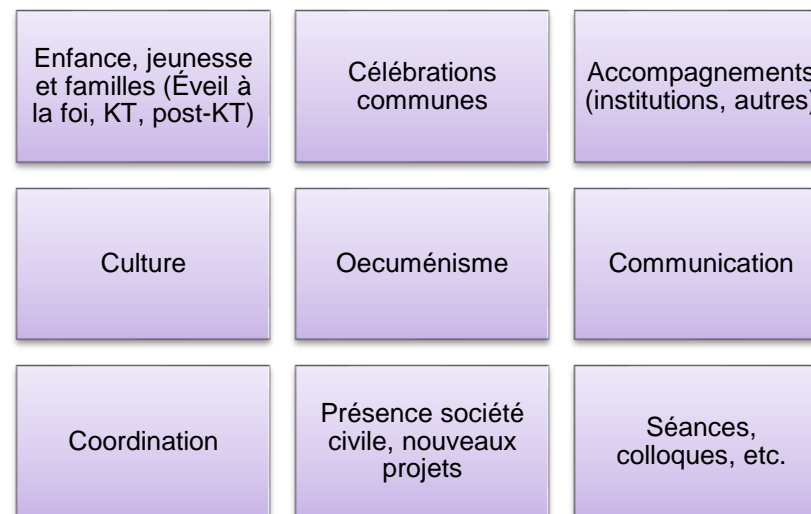 Enfance, jeunesse
et familles (Éveil à
la foi, KT, post-KT)
Célébrations
communes
Accompagnements
(institutions, autres)
Culture
Oecuménisme
Communication
Coordination
Présence société
civile, nouveaux
projets
Séances,
colloques, etc.